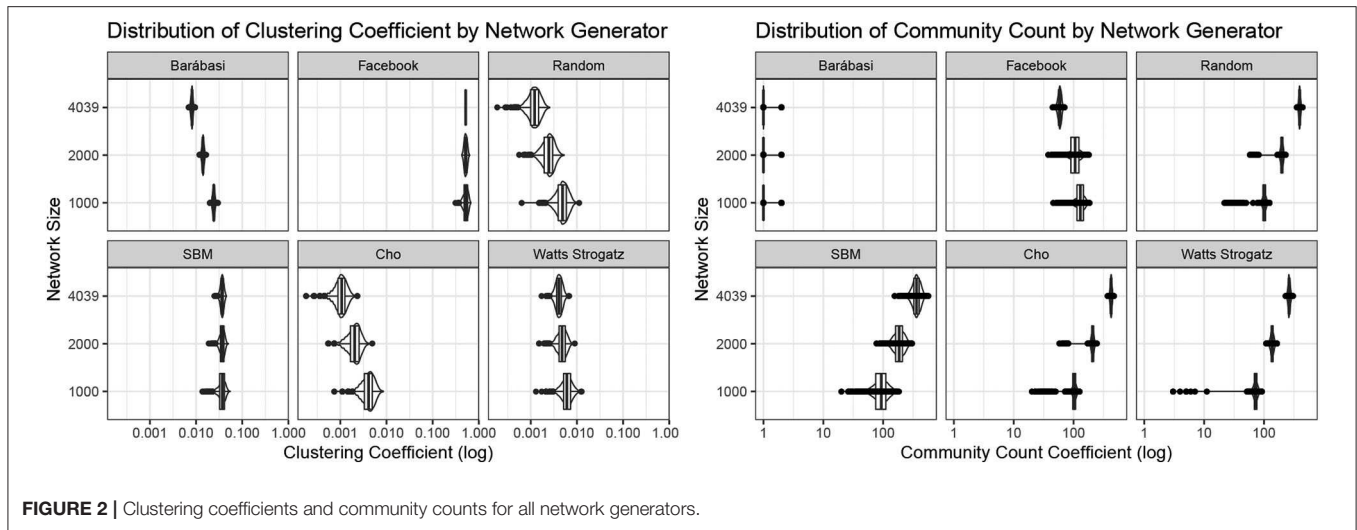 Distribution of Clustering Coefficient by Network Generator
Barábasi Facebook Random
4039
2000
1000
SBM Cho Watts Strogatz
4039
2000
1000
Network Size
0.001 0.010 0.100 1.000 0.001 0.010 0.100 1.000 0.001 0.010 0.100 1.00
Clustering Coefficient (log)
Distribution of Community Count by Network Generator
Barábasi Facebook Random
4039
2000
1000
SBM Cho Watts Strogatz
4039
2000
1000
Network Size
1 10 100 1 10 100 1 10 100
Community Count Coefficient (log)
FIGURE 2 | Clustering coefficients and community counts for all network generators.